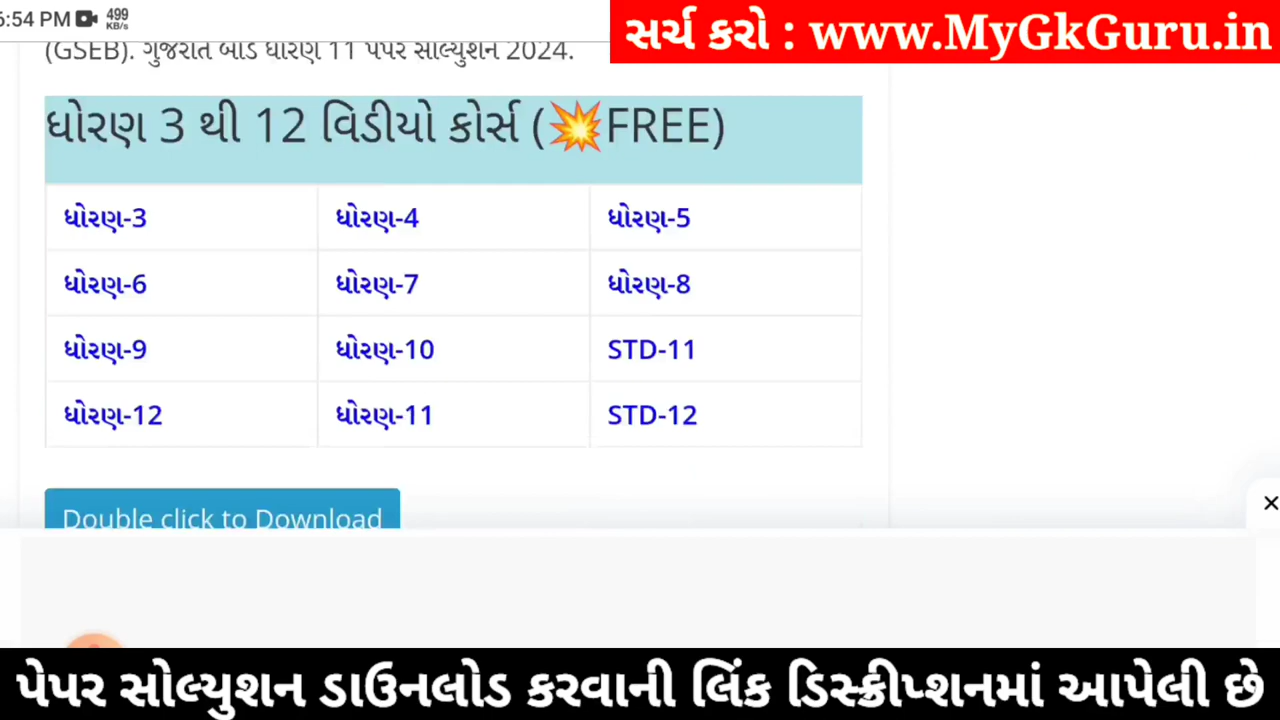 6:54 PM 499 KB/s
સર્ચ કરો : www.MyGkGuru.in
(GSEB). ગુજરાત બોર્ડ ધોરણ 11 પેપર સોલ્યુશન 2024.
ધોરણ 3 થી 12 વિડીયો કોર્સ (💥FREE)
ધોરણ-3 ધોરણ-4 ધોરણ-5
ધોરણ-6 ધોરણ-7 ધોરણ-8
ધોરણ-9 ધોરણ-10 STD-11
ધોરણ-12 ધોરણ-11 STD-12
Double click to Download
પેપર સોલ્યુશન ડાઉનલોડ કરવાની લિંક ડિસ્ક્રીપ્શનમાં આપેલી છે